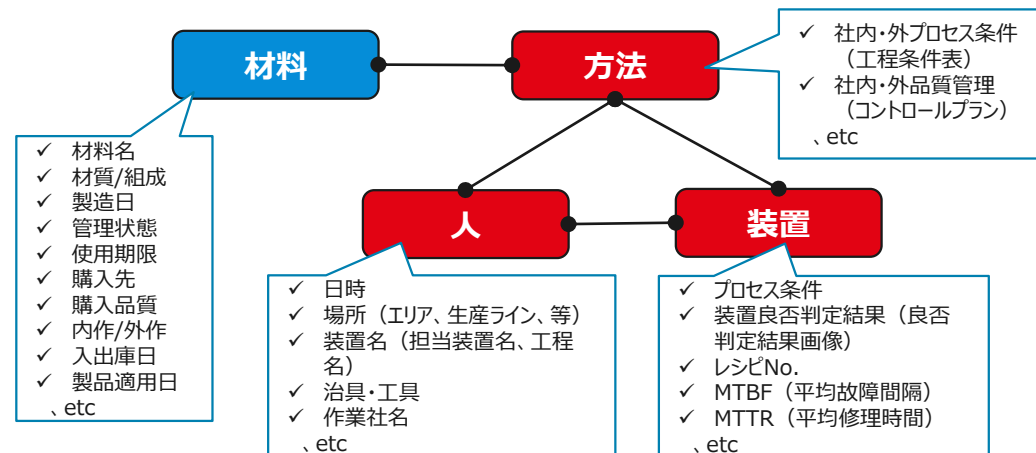 材料
方法
✓ 社内・外プロセス条件
（工程条件表）
✓ 社内・外品質管理
（コントロールプラン）
、etc
✓ 材料名
✓ 材質/組成
✓ 製造日
✓ 管理状態
✓ 使用期限
✓ 購入先
✓ 購入品質
✓ 内作/外作
✓ 入出庫日
✓ 製品適用日
、etc
人
装置
✓ 日時
✓ 場所（エリア、生産ライン、等）
✓ 装置名（担当装置名、工程
名）
✓ 治具・工具
✓ 作業社名
、etc
✓ プロセス条件
✓ 装置良否判定結果（良否
判定結果画像）
✓ レシピNo.
✓ MTBF（平均故障間隔）
✓ MTTR（平均修理時間）
、etc